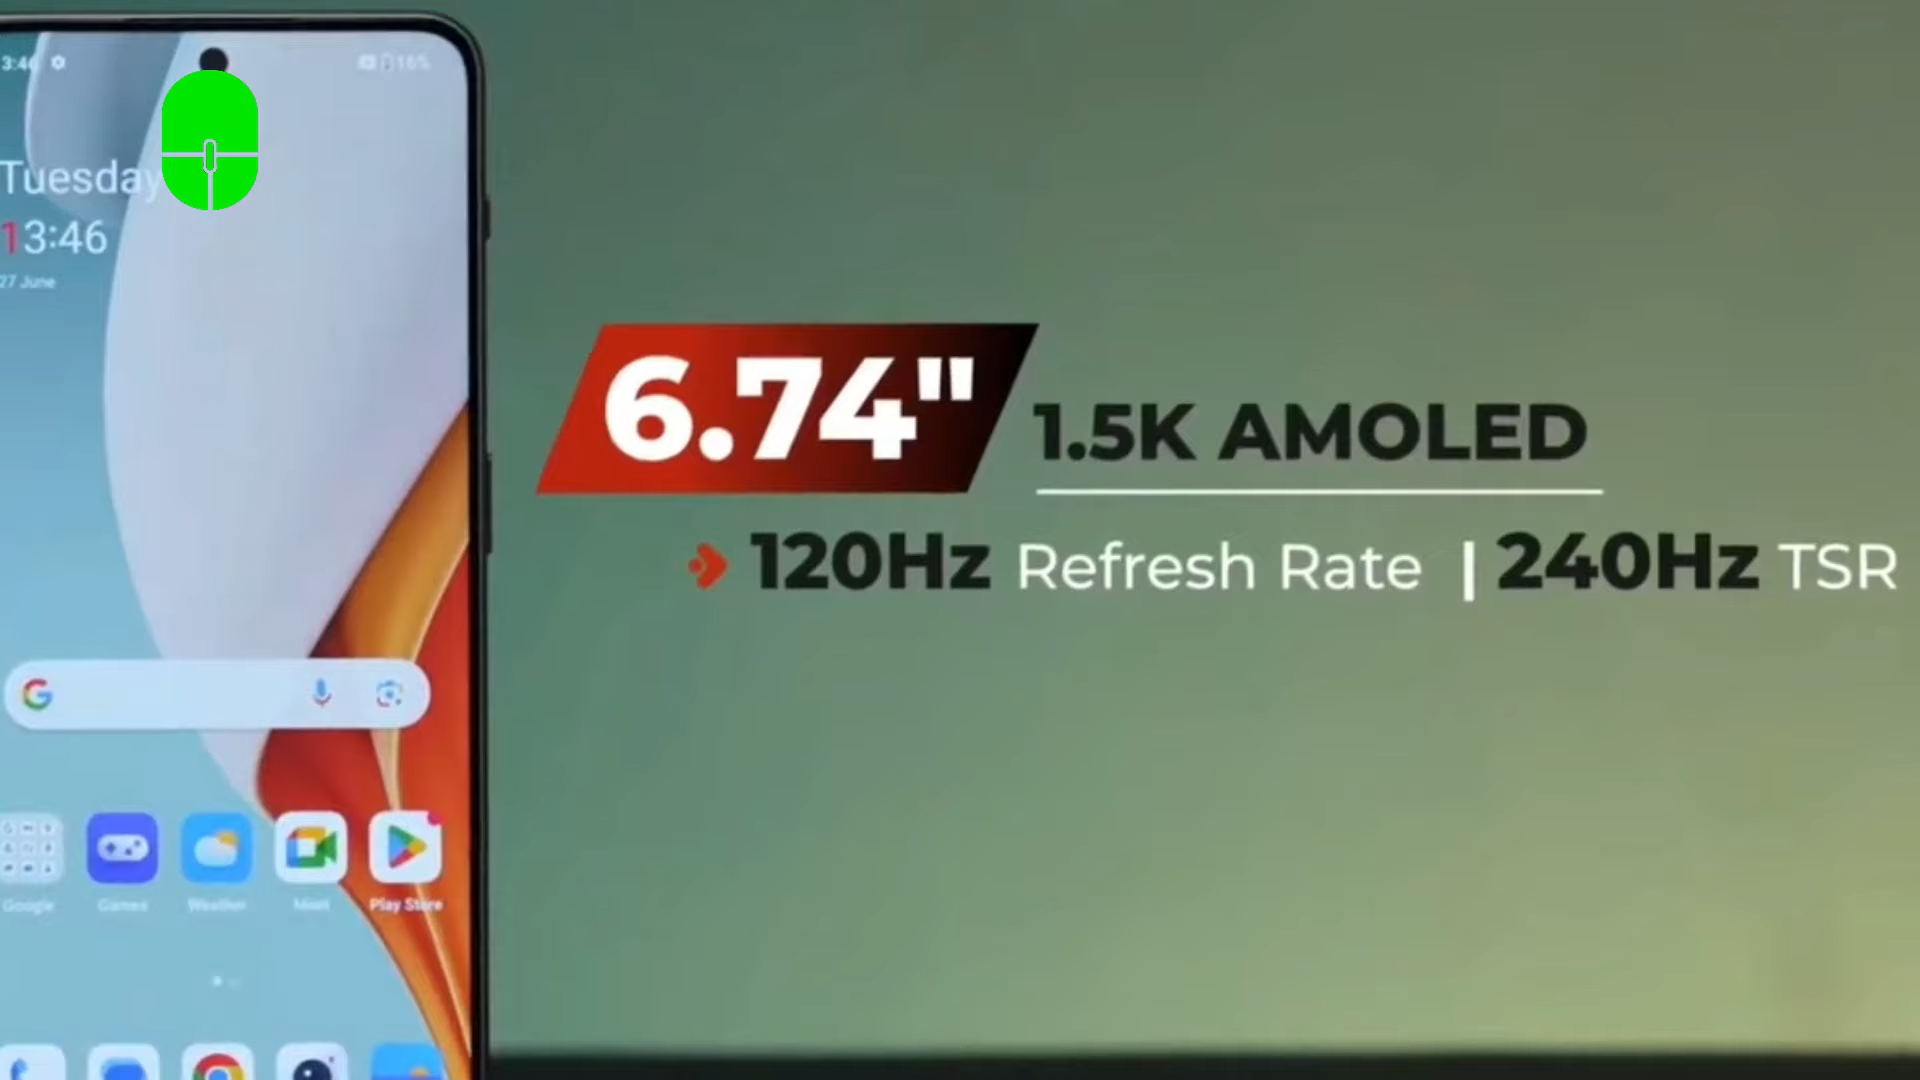 3:46
16%
Tuesday
13:46
27 June
6.74"
1.5K AMOLED
120Hz Refresh Rate | 240Hz TSR
Google Games Weather Meet Play Store